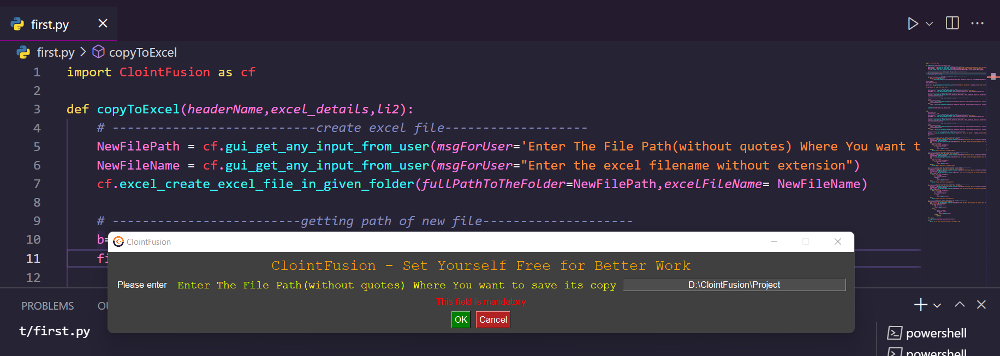 first.py
first.py > copyToExcel
1 import ClointFusion as cf
2
3 def copyToExcel(headerName,excel_details,li2):
4 # ---------------------------create excel file-------------------
5 NewFilePath = cf.gui_get_any_input_from_user(msgForUser='Enter The File Path(without quotes) Where You want t
6 NewFileName = cf.gui_get_any_input_from_user(msgForUser="Enter the excel filename without extension")
7 cf.excel_create_excel_file_in_given_folder(fullPathToTheFolder=NewFilePath,excelFileName= NewFileName)
8
9 # -------------------------getting path of new file--------------------
10 b=
11 fi
12
ClointFusion
ClointFusion - Set Yourself Free for Better Work
Please enter Enter The File Path(without quotes) Where You want to save its copy D:\ClointFusion\Project
This field is mandatory
OK Cancel
PROBLEMS OU
t/first.py
powershell
powershell